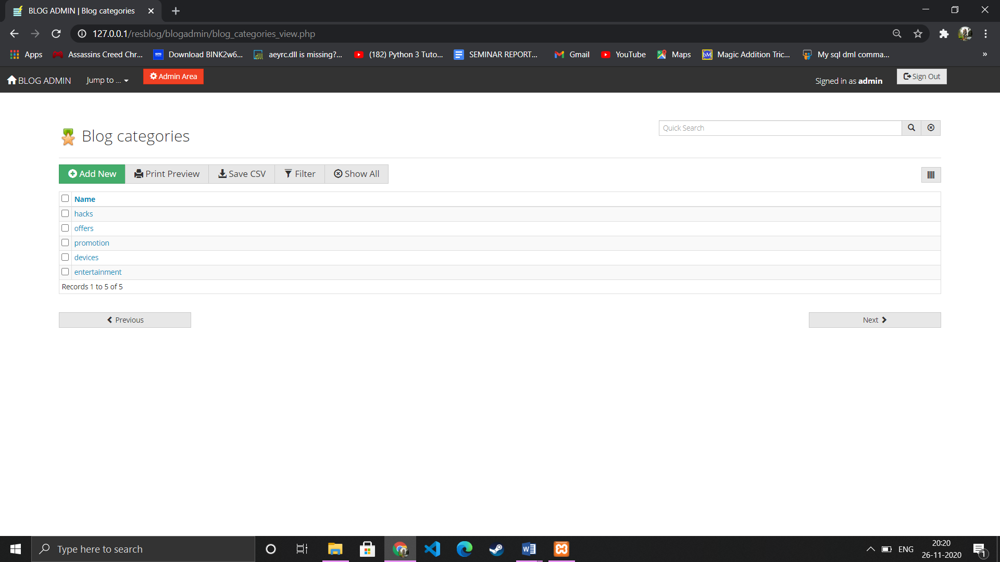 BLOG ADMIN | Blog categories
127.0.0.1/resblog/blogadmin/blog_categories_view.php
Apps Assassins Creed Chr... Download BINK2w6... aeyrc.dll is missing?... (182) Python 3 Tuto... SEMINAR REPORT... Gmail YouTube Maps Magic Addition Tric... My sql dml comma... »
BLOG ADMIN Jump to ... Admin Area Signed in as admin Sign Out
Blog categories Quick Search
Add New Print Preview Save CSV Filter Show All
Name
hacks
offers
promotion
devices
entertainment
Records 1 to 5 of 5
Previous Next
Type here to search ENG 20:20
26-11-2020 1